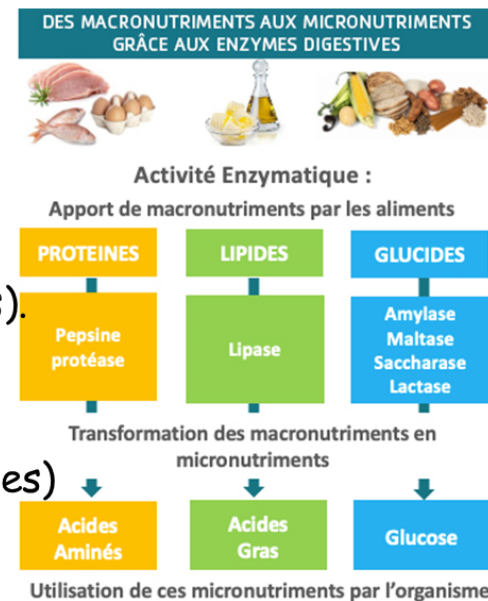 DES MACRONUTRIMENTS AUX MICRONUTRIMENTS
GRÂCE AUX ENZYMES DIGESTIVES
Activité Enzymatique :
Apport de macronutriments par les aliments
PROTEINES
LIPIDES
GLUCIDES
s).
Pepsine
protéase
Lipase
Amylase
Maltase
Saccharase
Lactase
Transformation des macronutriments en
micronutriments
es)
Acides
Aminés
Acides
Gras
Glucose
Utilisation de ces micronutriments par l'organisme